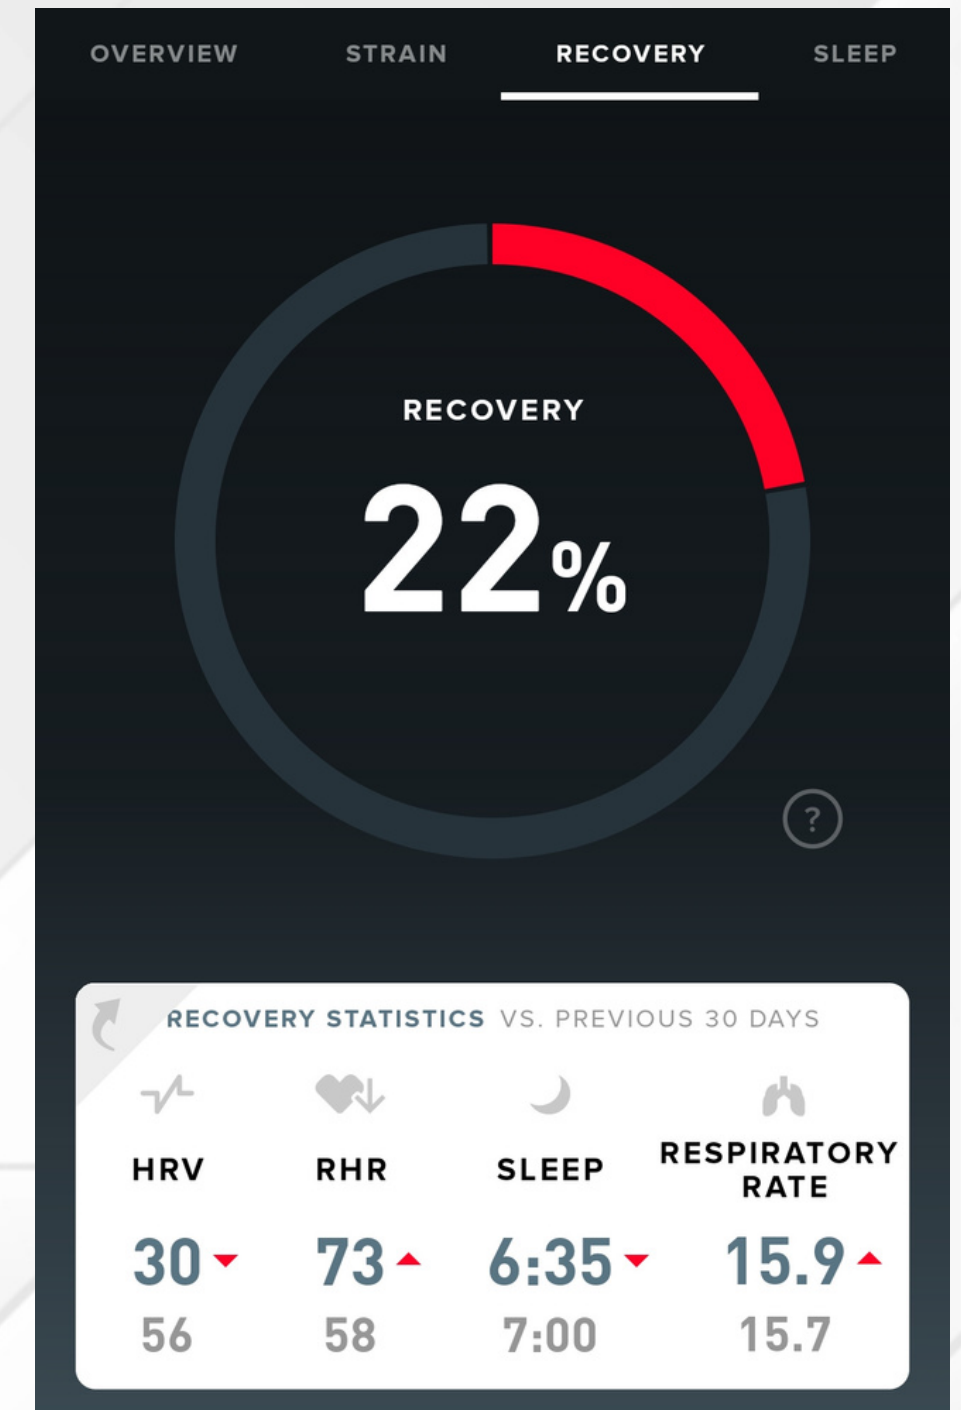 OVERVIEW STRAIN RECOVERY SLEEP
RECOVERY
22%
?
RECOVERY STATISTICS VS. PREVIOUS 30 DAYS
HRV RHR SLEEP RESPIRATORY RATE
30 73 6:35 15.9
56 58 7:00 15.7